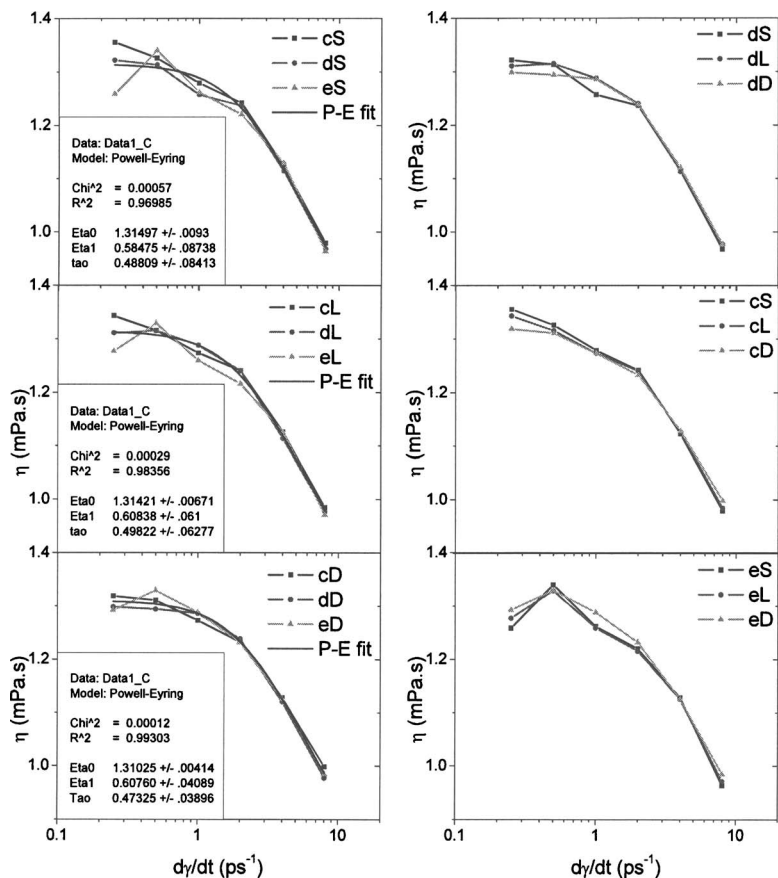 1.4
1.2
1.0
1.4
1.2
1.0
1.4
1.2
1.0
0.1
1
10
η (mPa.s)
η (mPa.s)
η (mPa.s)
dγ/dt (ps⁻¹)
cS
dS
eS
P-E fit
Data: Data1_C
Model: Powell-Eyring
Chi^2 = 0.00057
R^2 = 0.96985
Eta0 1.31497 +/- .0093
Eta1 0.58475 +/- .08738
tao 0.48809 +/- .08413
cL
dL
eL
P-E fit
Data: Data1_C
Model: Powell-Eyring
Chi^2 = 0.00029
R^2 = 0.98356
Eta0 1.31421 +/- .00671
Eta1 0.60838 +/- .061
tao 0.49822 +/- .06277
cD
dD
eD
P-E fit
Data: Data1_C
Model: Powell-Eyring
Chi^2 = 0.00012
R^2 = 0.99303
Eta0 1.31025 +/- .00414
Eta1 0.60760 +/- .04089
Tao 0.47325 +/- .03896
1.4
1.2
1.0
1.4
1.2
1.0
1.4
1.2
1.0
0.1
1
10
η (mPa.s)
η (mPa.s)
η (mPa.s)
dγ/dt (ps⁻¹)
dS
dL
dD
cS
cL
cD
eS
eL
eD